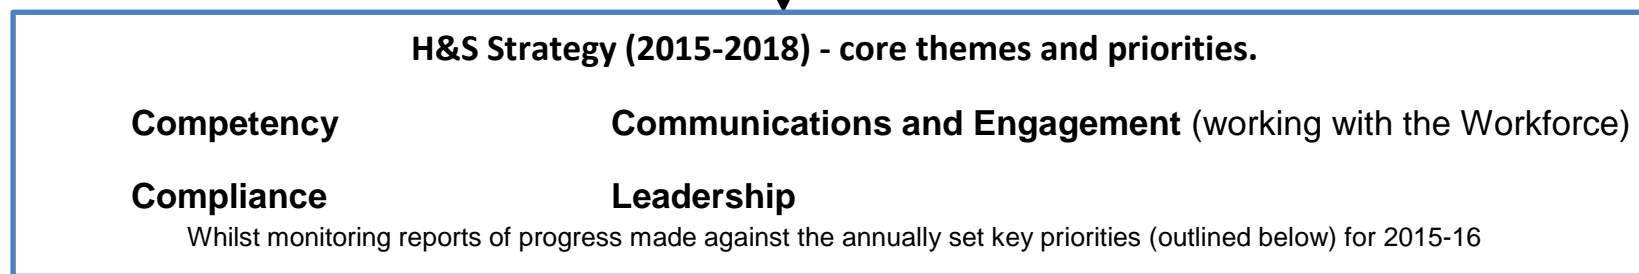 H&S Strategy (2015-2018) - core themes and priorities.
Competency Communications and Engagement (working with the Workforce)
Compliance Leadership
Whilst monitoring reports of progress made against the annually set key priorities (outlined below) for 2015-16